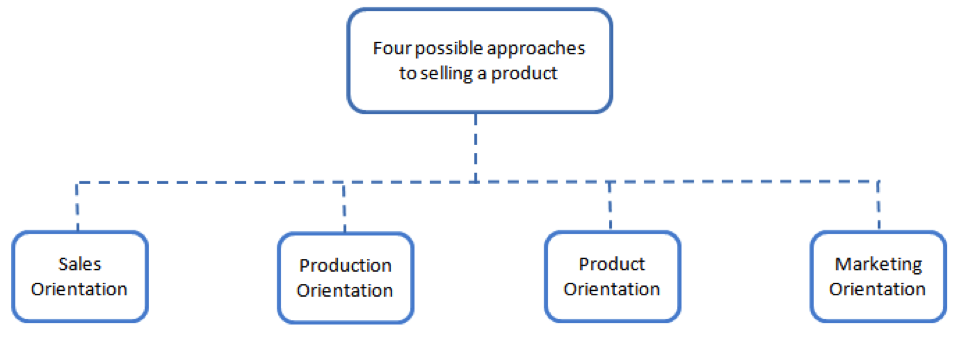 Four possible approaches
to selling a product
Sales
Orientation
Production
Orientation
Product
Orientation
Marketing
Orientation